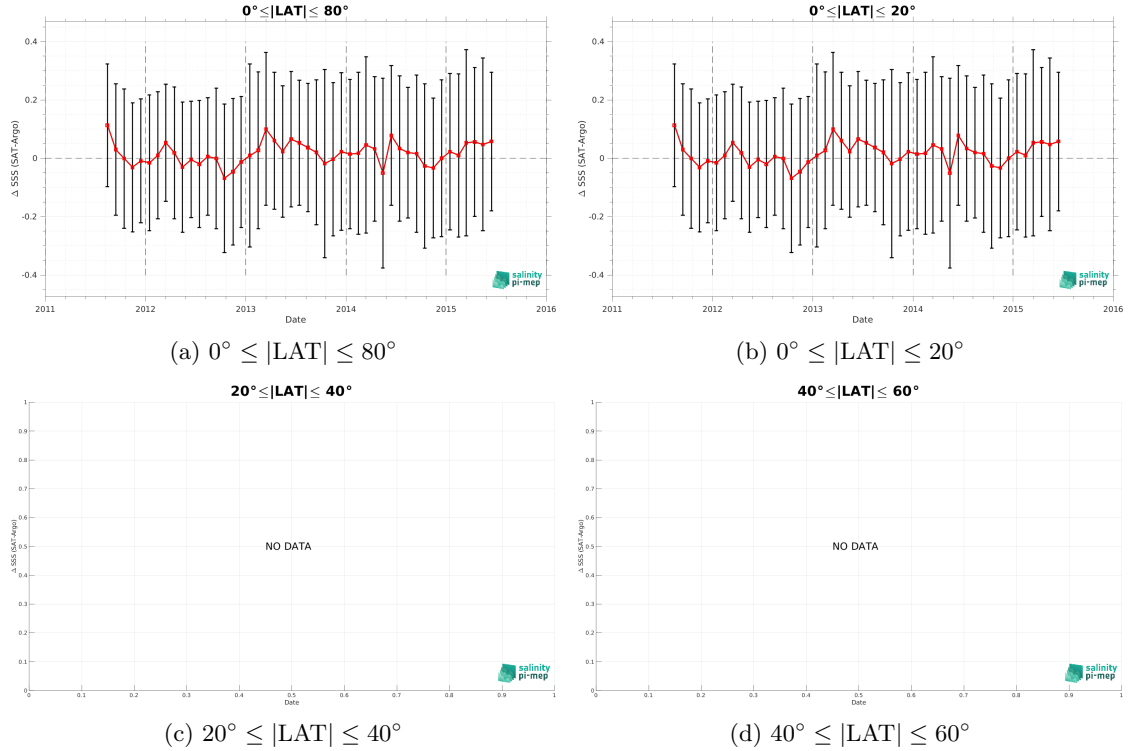 0°≤|LAT|≤ 80°
0.4
0.2
0
-0.2
-0.4
Δ SSS (SAT-Argo)
2011 2012 2013 2014 2015 2016
Date
salinity
pi-mep
(a) 0° ≤ |LAT| ≤ 80°
0°≤|LAT|≤ 20°
0.4
0.2
0
-0.2
-0.4
Δ SSS (SAT-Argo)
2011 2012 2013 2014 2015 2016
Date
salinity
pi-mep
(b) 0° ≤ |LAT| ≤ 20°
20°≤|LAT|≤ 40°
1
0.9
0.8
0.7
0.6
0.5
0.4
0.3
0.2
0.1
0
Δ SSS (SAT-Argo)
NO DATA
0 0.1 0.2 0.3 0.4 0.5 0.6 0.7 0.8 0.9 1
Date
salinity
pi-mep
(c) 20° ≤ |LAT| ≤ 40°
40°≤|LAT|≤ 60°
1
0.9
0.8
0.7
0.6
0.5
0.4
0.3
0.2
0.1
0
Δ SSS (SAT-Argo)
NO DATA
0 0.1 0.2 0.3 0.4 0.5 0.6 0.7 0.8 0.9 1
Date
salinity
pi-mep
(d) 40° ≤ |LAT| ≤ 60°